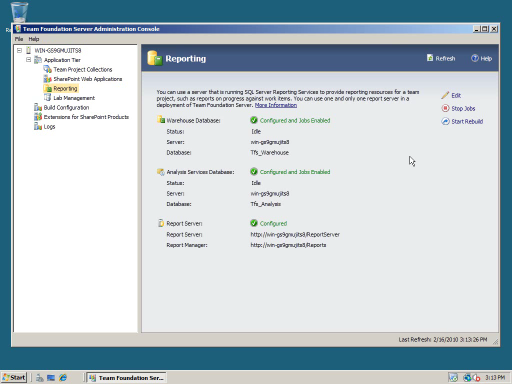 Team Foundation Server Administration Console
File Help
WIN-GS9GMUJITS8
Application Tier
Team Project Collections
SharePoint Web Applications
Reporting
Lab Management
Build Configuration
Extensions for SharePoint Products
Logs
Reporting
Refresh
Help
You can use a server that is running SQL Server Reporting Services to provide reporting resources for a team
project, such as reports on progress against work items. You can use one and only one report server in a
deployment of Team Foundation Server. More Information
Edit
Stop Jobs
Start Rebuild
Warehouse Database: Configured and Jobs Enabled
Status: Idle
Server: win-gs9gmujits8
Database: Tfs_Warehouse
Analysis Services Database: Configured and Jobs Enabled
Status: Idle
Server: win-gs9gmujits8
Database: Tfs_Analysis
Report Server: Configured
Report Server: http://win-gs9gmujits8/ReportServer
Report Manager: http://win-gs9gmujits8/Reports
Last Refresh: 2/16/2010 3:13:26 PM
Start
Team Foundation Ser...
3:13 PM